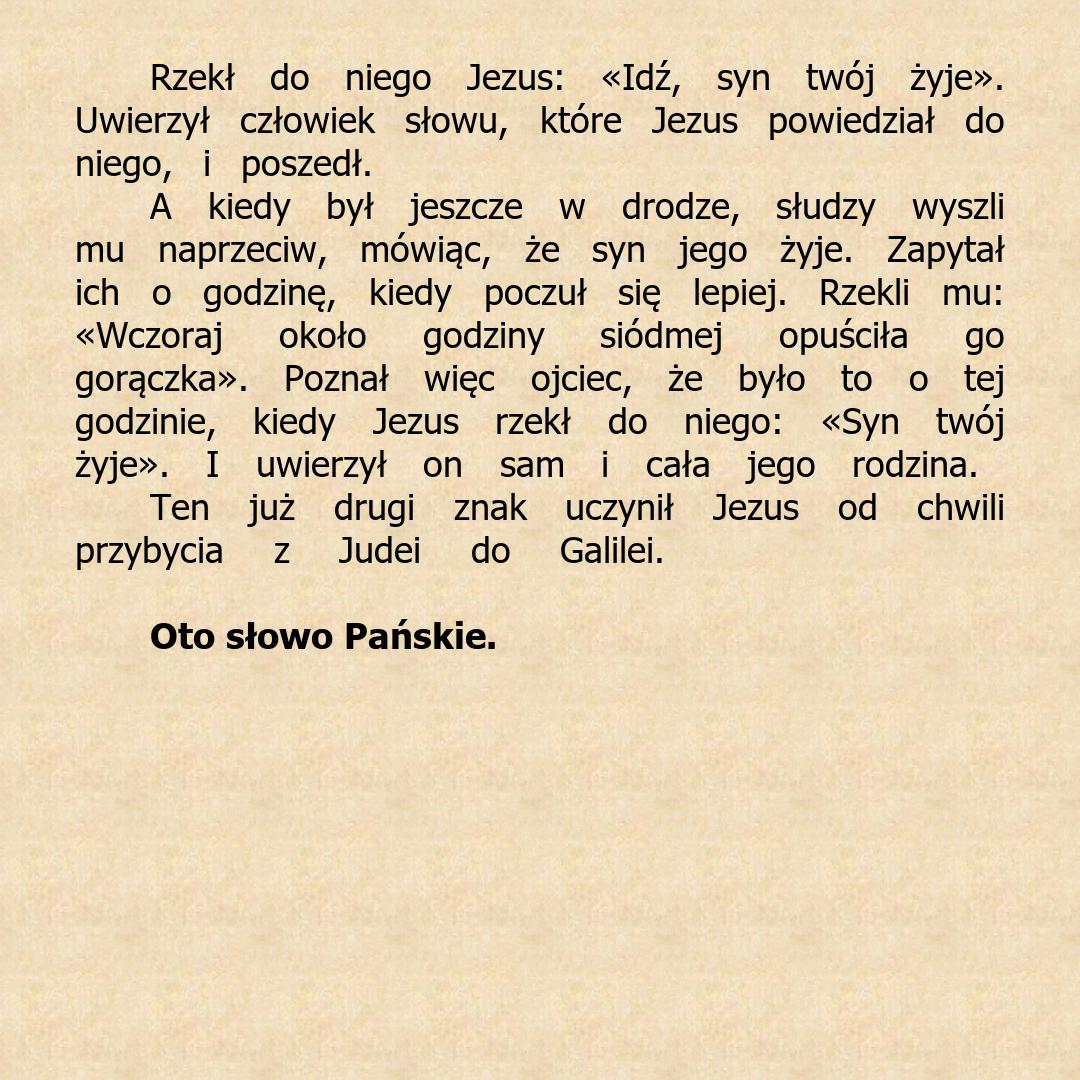 Rzekł do niego Jezus: «Idź, syn twój żyje».
Uwierzył człowiek słowu, które Jezus powiedział do
niego, i poszedł.
A kiedy był jeszcze w drodze, słudzy wyszli
mu naprzeciw, mówiąc, że syn jego żyje. Zapytał
ich o godzinę, kiedy poczuł się lepiej. Rzekli mu:
«Wczoraj około godziny siódmej opuściła go
gorączka». Poznał więc ojciec, że było to o tej
godzinie, kiedy Jezus rzekł do niego: «Syn twój
żyje». I uwierzył on sam i cała jego rodzina.
Ten już drugi znak uczynił Jezus od chwili
przybycia z Judei do Galilei.
Oto słowo Pańskie.